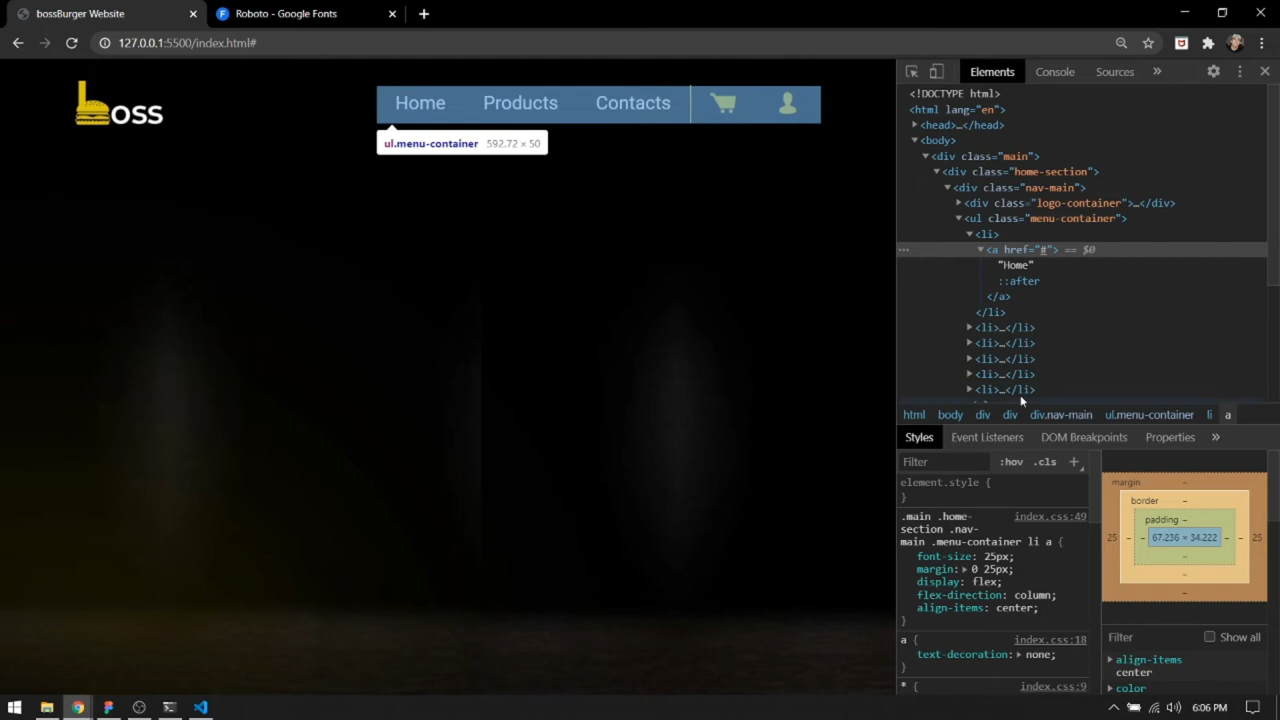 bossBurger Website
Roboto - Google Fonts
127.0.0.1:5500/index.html#
boss
Home Products Contacts
ul.menu-container 592.72 × 50
Elements Console Sources »
<!DOCTYPE html>
<html lang="en">
<head>…</head>
<body>
<div class="main">
<div class="home-section">
<div class="nav-main">
<div class="logo-container">…</div>
<ul class="menu-container">
<li>
… <a href="#"> == $0
"Home"
::after
</a>
</li>
<li>…</li>
<li>…</li>
<li>…</li>
<li>…</li>
<li>…</li>
html body div div div.nav-main ul.menu-container li a
Styles Event Listeners DOM Breakpoints Properties »
Filter :hov .cls +
element.style {
}
.main .home- index.css:49
section .nav-
main .menu-container li a {
font-size: 25px;
margin: 0 25px;
display: flex;
flex-direction: column;
align-items: center;
}
a { index.css:18
text-decoration: none;
}
* { index.css:9
margin -
border -
padding -
25 - - 67.236 × 34.222 - - 25
-
-
-
Filter Show all
align-items
center
color
6:06 PM